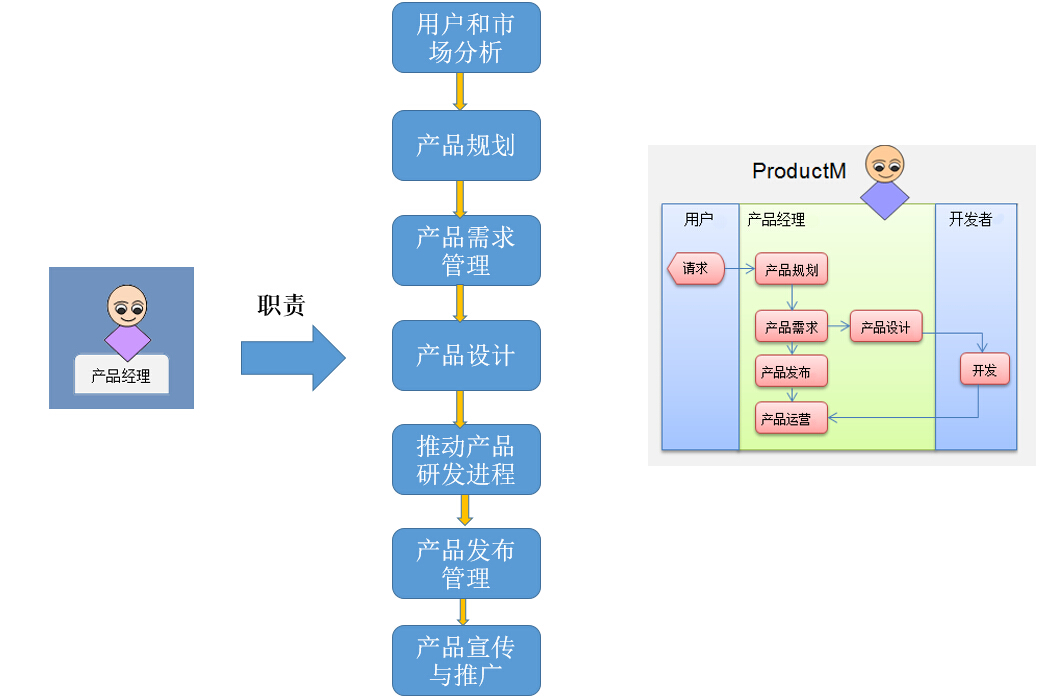 用户和市
场分析
产品规划
产品需求
管理
产品设计
推动产品
研发进程
产品发布
管理
产品宣传
与推广
职责
产品经理
ProductM
用户
产品经理
开发者
请求
产品规划
产品需求
产品设计
产品发布
开发
产品运营